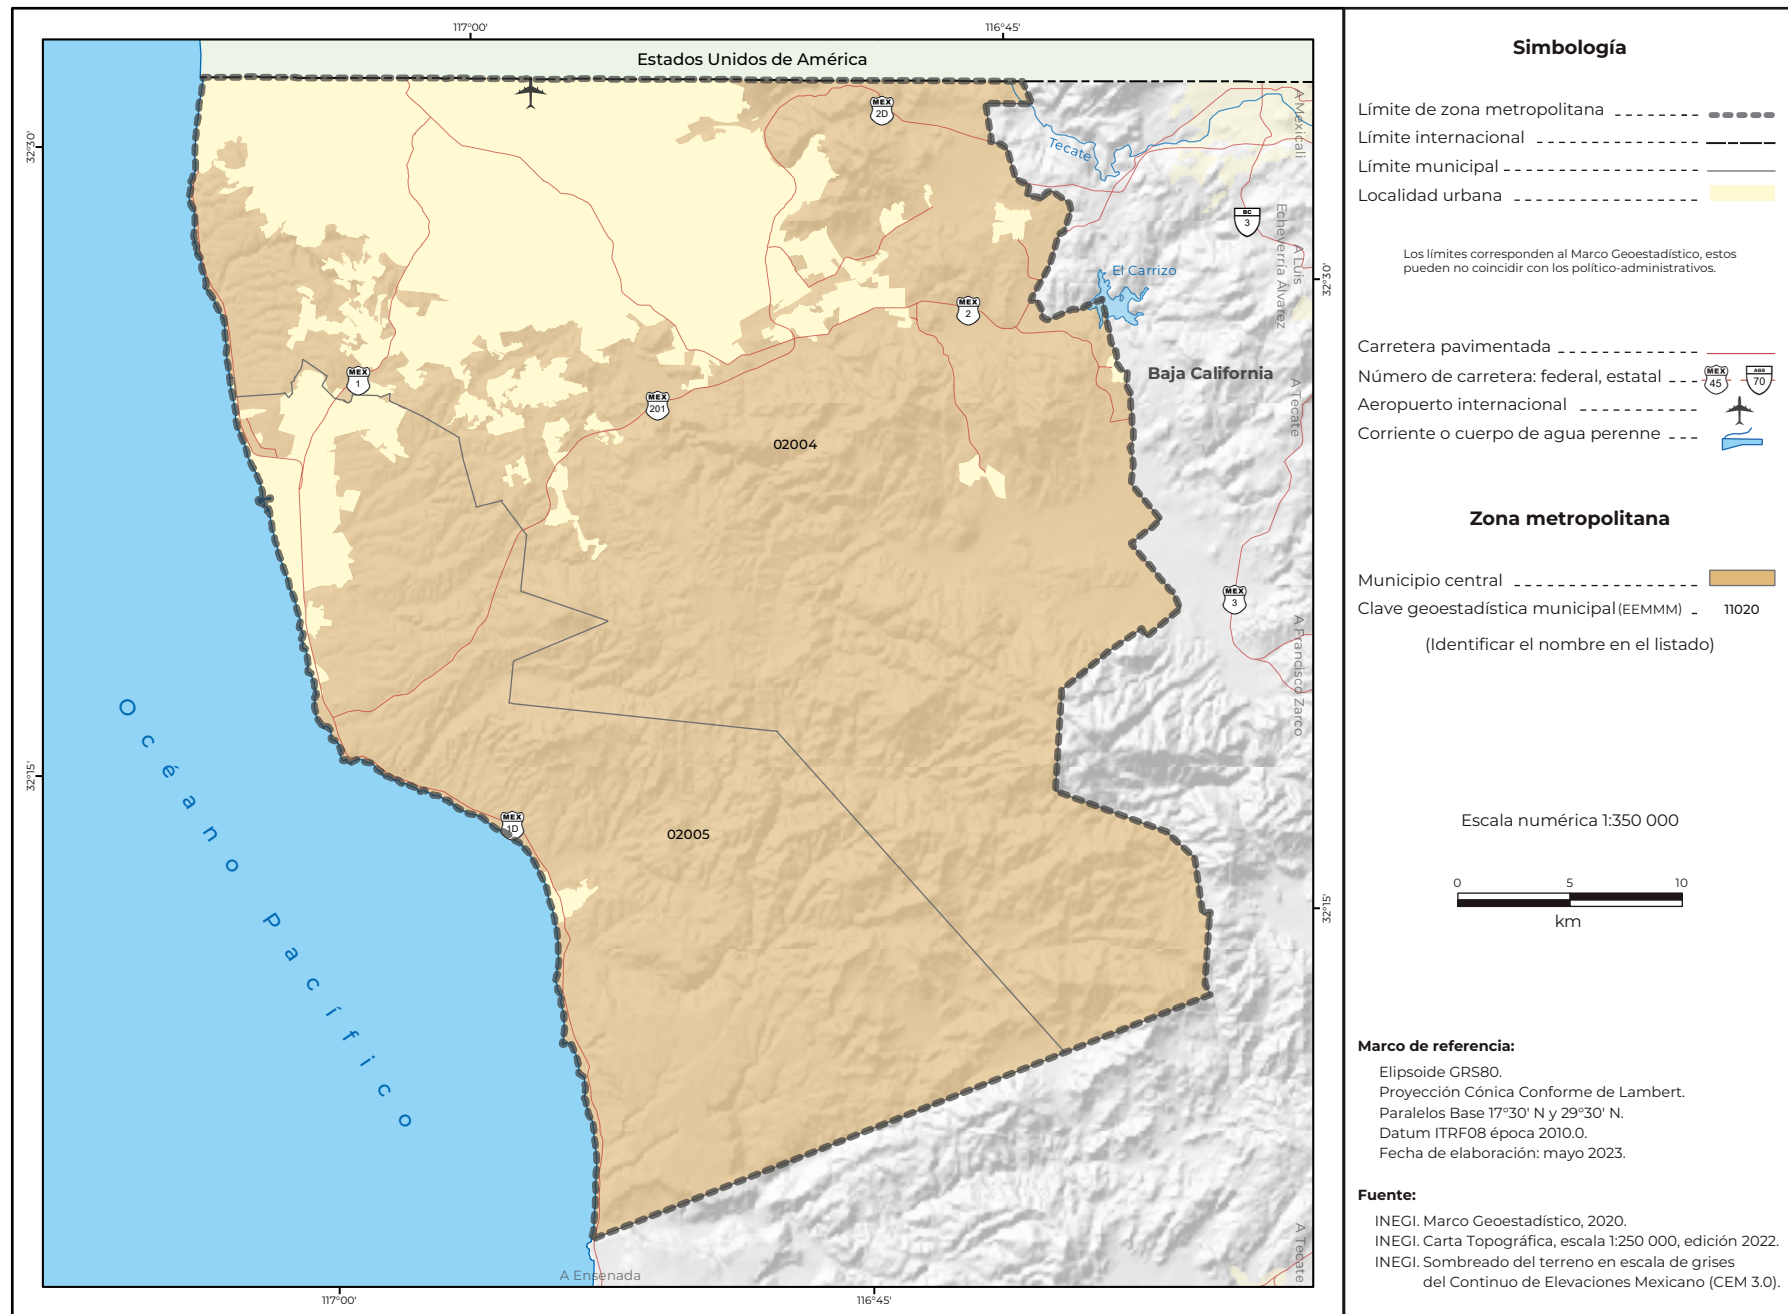 117°00'
116°45'
Estados Unidos de América
32°30'
MEX
2D
Tecate
A Mexicali
BC
3
A Luis
Echeverría Álvarez
32°30'
El Carrizo
MEX
2
Baja California
MEX
1
MEX
201
A Tecate
02004
MEX
3
A Francisco Zarco
Océano Pacífico
32°15'
MEX
1D
02005
32°15'
A Ensenada
A Tecate
117°00'
116°45'
Simbología
Límite de zona metropolitana
Límite internacional
Límite municipal
Localidad urbana
Los límites corresponden al Marco Geoestadístico, estos
pueden no coincidir con los político-administrativos.
Carretera pavimentada
Número de carretera: federal, estatal MEX 45 AGS 70
Aeropuerto internacional
Corriente o cuerpo de agua perenne
Zona metropolitana
Municipio central
Clave geoestadística municipal (EEMMM) 11020
(Identificar el nombre en el listado)
Escala numérica 1:350 000
0 5 10
km
Marco de referencia:
Elipsoide GRS80.
Proyección Cónica Conforme de Lambert.
Paralelos Base 17°30' N y 29°30' N.
Datum ITRF08 época 2010.0.
Fecha de elaboración: mayo 2023.
Fuente:
INEGI. Marco Geoestadístico, 2020.
INEGI. Carta Topográfica, escala 1:250 000, edición 2022.
INEGI. Sombreado del terreno en escala de grises
del Continuo de Elevaciones Mexicano (CEM 3.0).